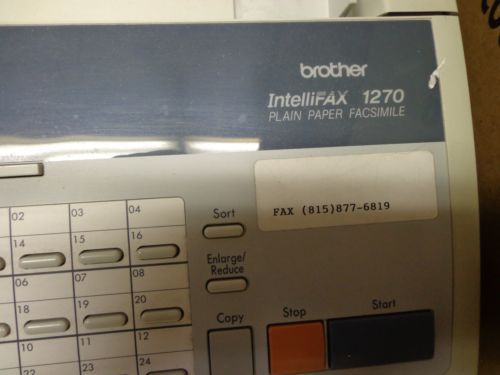 brother
IntelliFAX 1270
PLAIN PAPER FACSIMILE
FAX (815)877-6819
02 03 04
14 15 16
Sort
Enlarge/
Reduce
06 07 08
18 19 20
Copy Stop Start
10 11 12
22 23 24